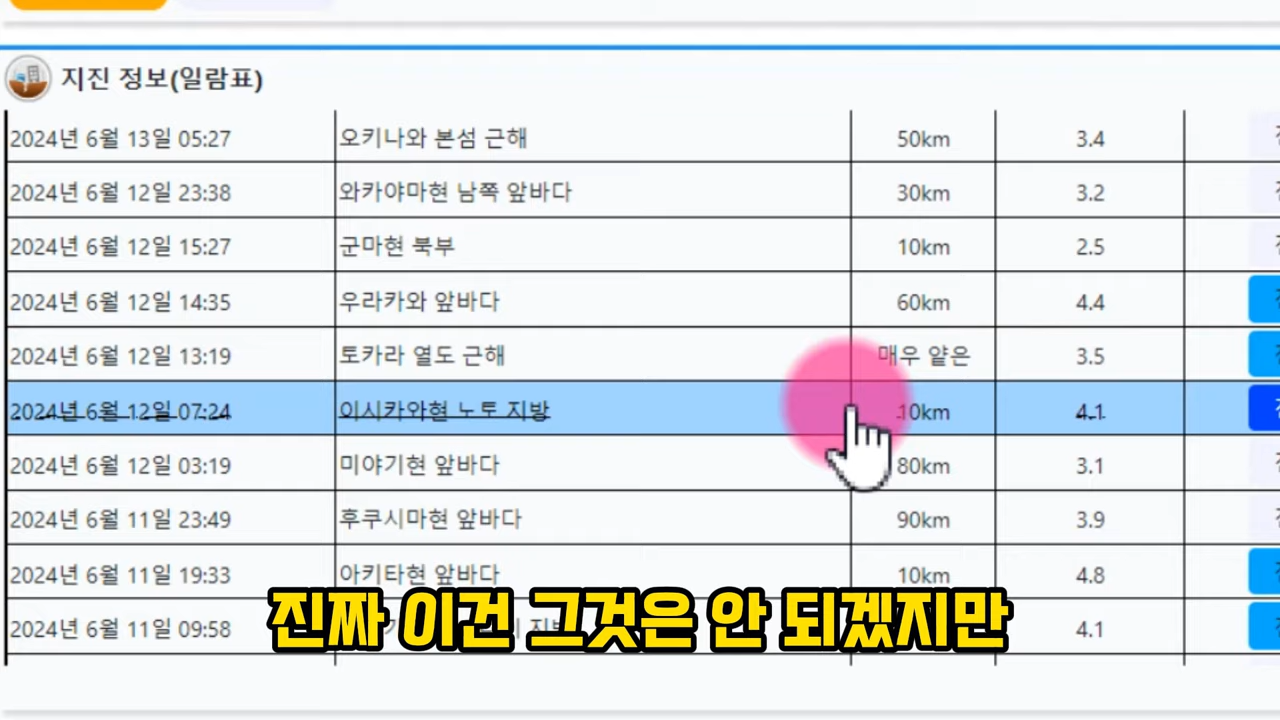 지진 정보(일람표)
2024년 6월 13일 05:27 오키나와 본섬 근해 50km 3.4
2024년 6월 12일 23:38 와카야마현 남쪽 앞바다 30km 3.2
2024년 6월 12일 15:27 군마현 북부 10km 2.5
2024년 6월 12일 14:35 우라카와 앞바다 60km 4.4
2024년 6월 12일 13:19 토카라 열도 근해 매우 얕은 3.5
2024년 6월 12일 07:24 이시카와현 노토 지방 10km 4.1
2024년 6월 12일 03:19 미야기현 앞바다 80km 3.1
2024년 6월 11일 23:49 후쿠시마현 앞바다 90km 3.9
2024년 6월 11일 19:33 아키타현 앞바다 10km 4.8
2024년 6월 11일 09:58 4.1
진짜 이건 그것은 안 되겠지만